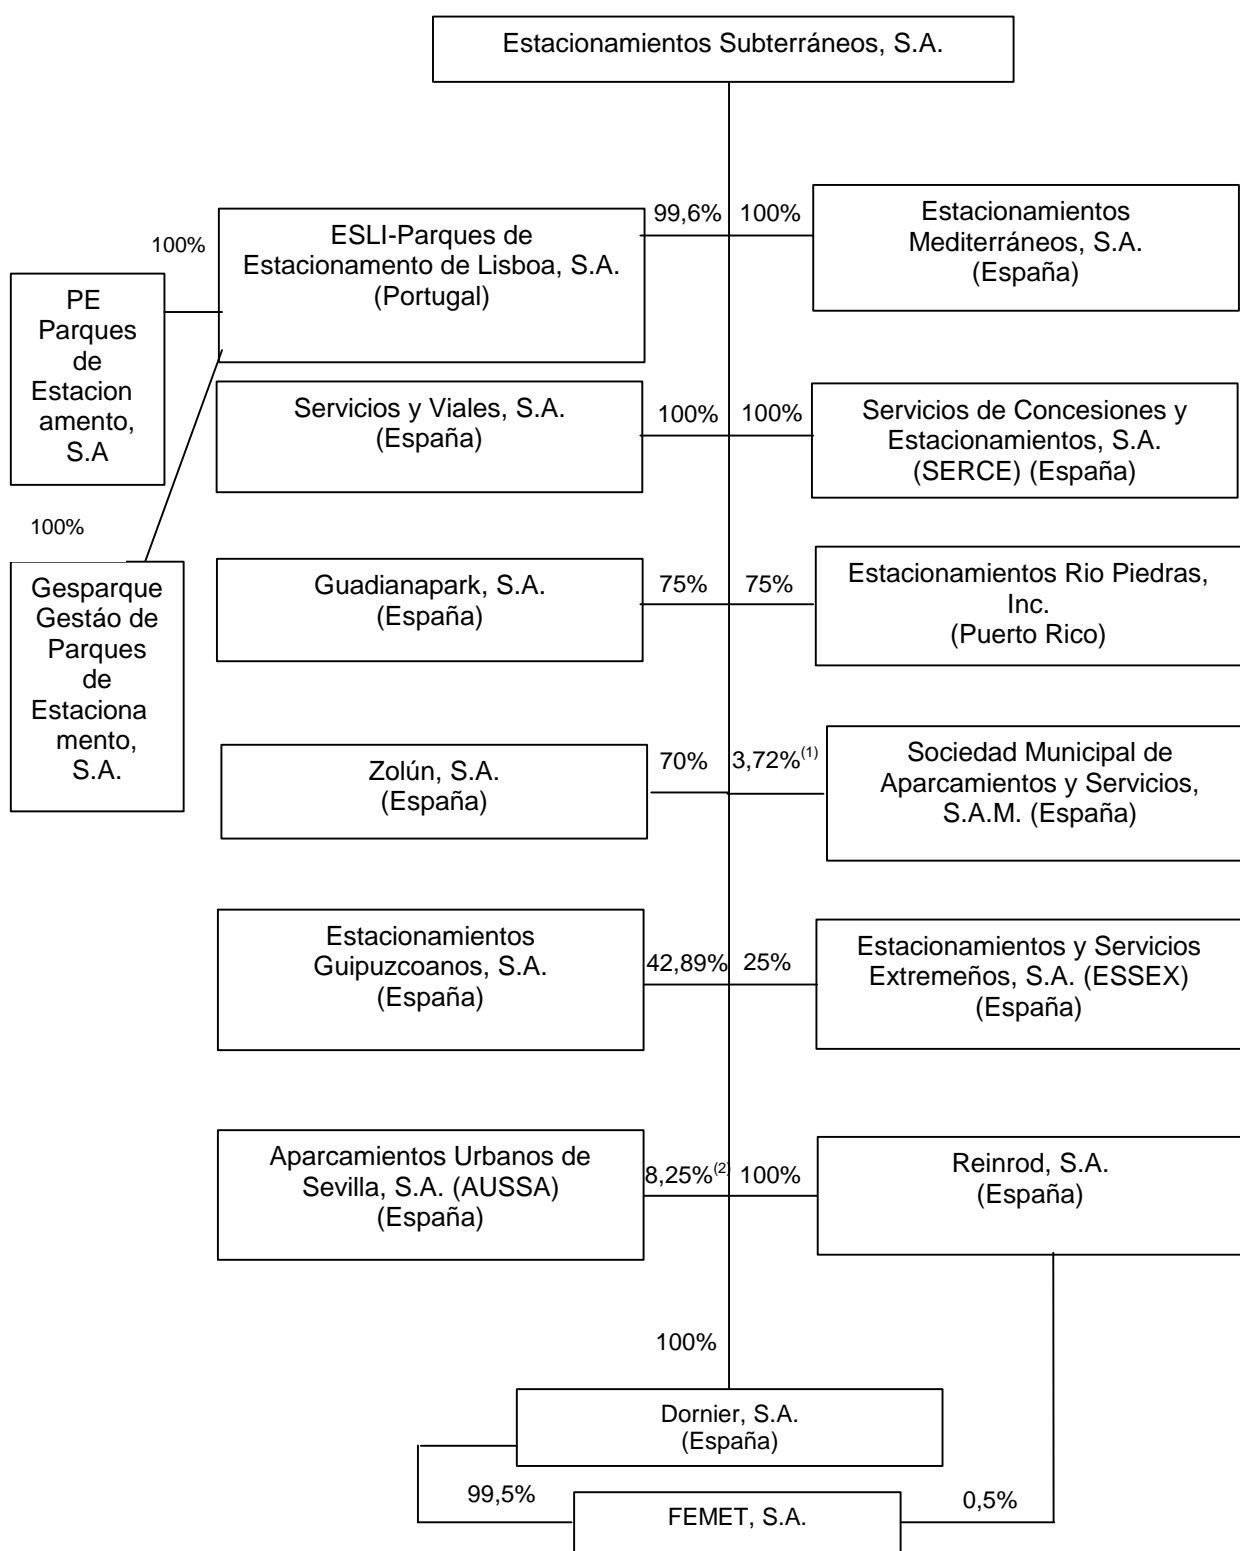 Estacionamientos Subterráneos, S.A.
99,6%
100%
Estacionamientos
Mediterráneos, S.A.
(España)
ESLI-Parques de
Estacionamento de Lisboa, S.A.
(Portugal)
100%
PE
Parques
de
Estacion
amento,
S.A
Servicios y Viales, S.A.
(España)
100%
100%
Servicios de Concesiones y
Estacionamientos, S.A.
(SERCE) (España)
100%
Gesparque
Gestáo de
Parques
de
Estaciona
mento,
S.A.
Guadianapark, S.A.
(España)
75%
75%
Estacionamientos Rio Piedras,
Inc.
(Puerto Rico)
Zolún, S.A.
(España)
70%
3,72%(1)
Sociedad Municipal de
Aparcamientos y Servicios,
S.A.M. (España)
Estacionamientos
Guipuzcoanos, S.A.
(España)
42,89%
25%
Estacionamientos y Servicios
Extremeños, S.A. (ESSEX)
(España)
Aparcamientos Urbanos de
Sevilla, S.A. (AUSSA)
(España)
8,25%(2)
100%
Reinrod, S.A.
(España)
100%
Dornier, S.A.
(España)
99,5%
FEMET, S.A.
0,5%